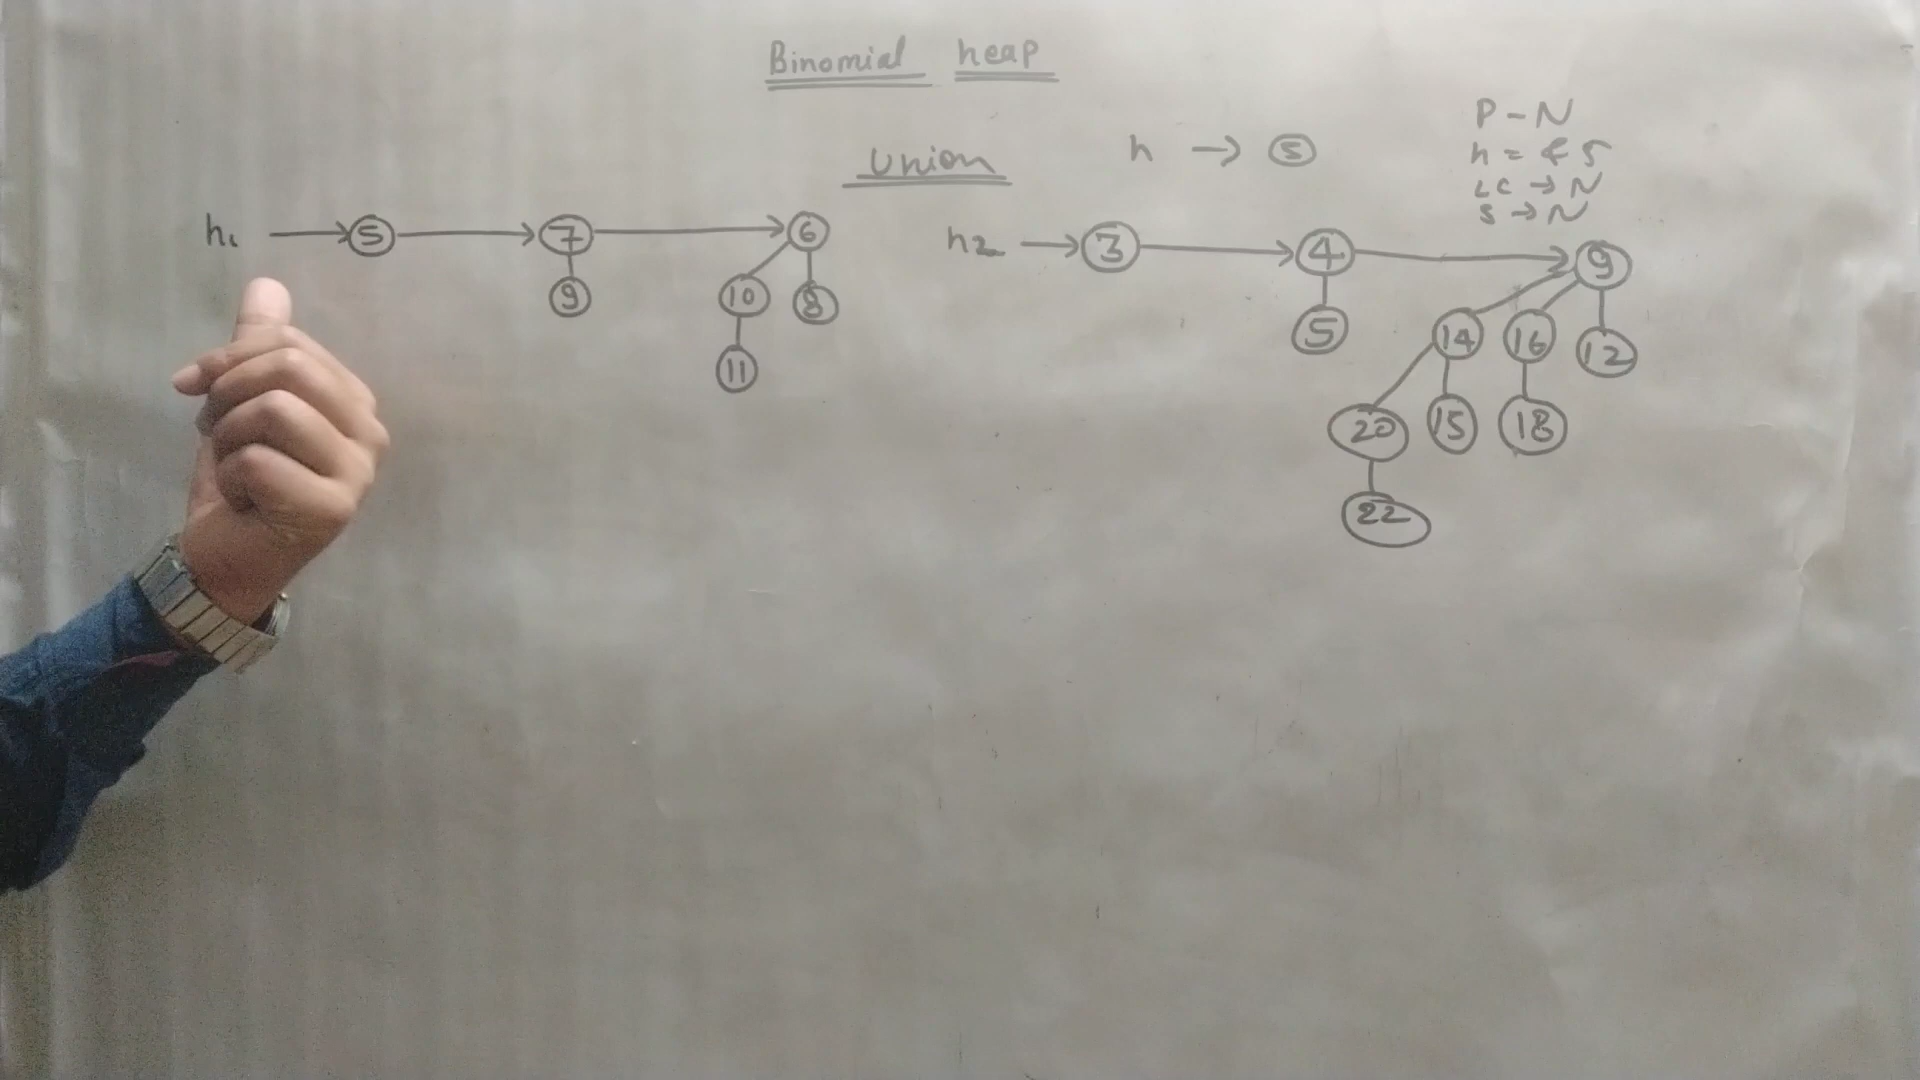 Binomial heap
Union
h → 5
P - N
LC → N
S → N
h1 → 5 → 7 → 6
9
10 8
11
h2 → 3 → 4 → 9
5 14 16 12
20 15 18
22